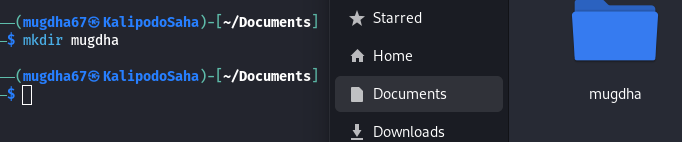 (mugdha67㉿KalipodoSaha)-[~/Documents]
$ mkdir mugdha
(mugdha67㉿KalipodoSaha)-[~/Documents]
$
Starred
Home
Documents
Downloads
mugdha